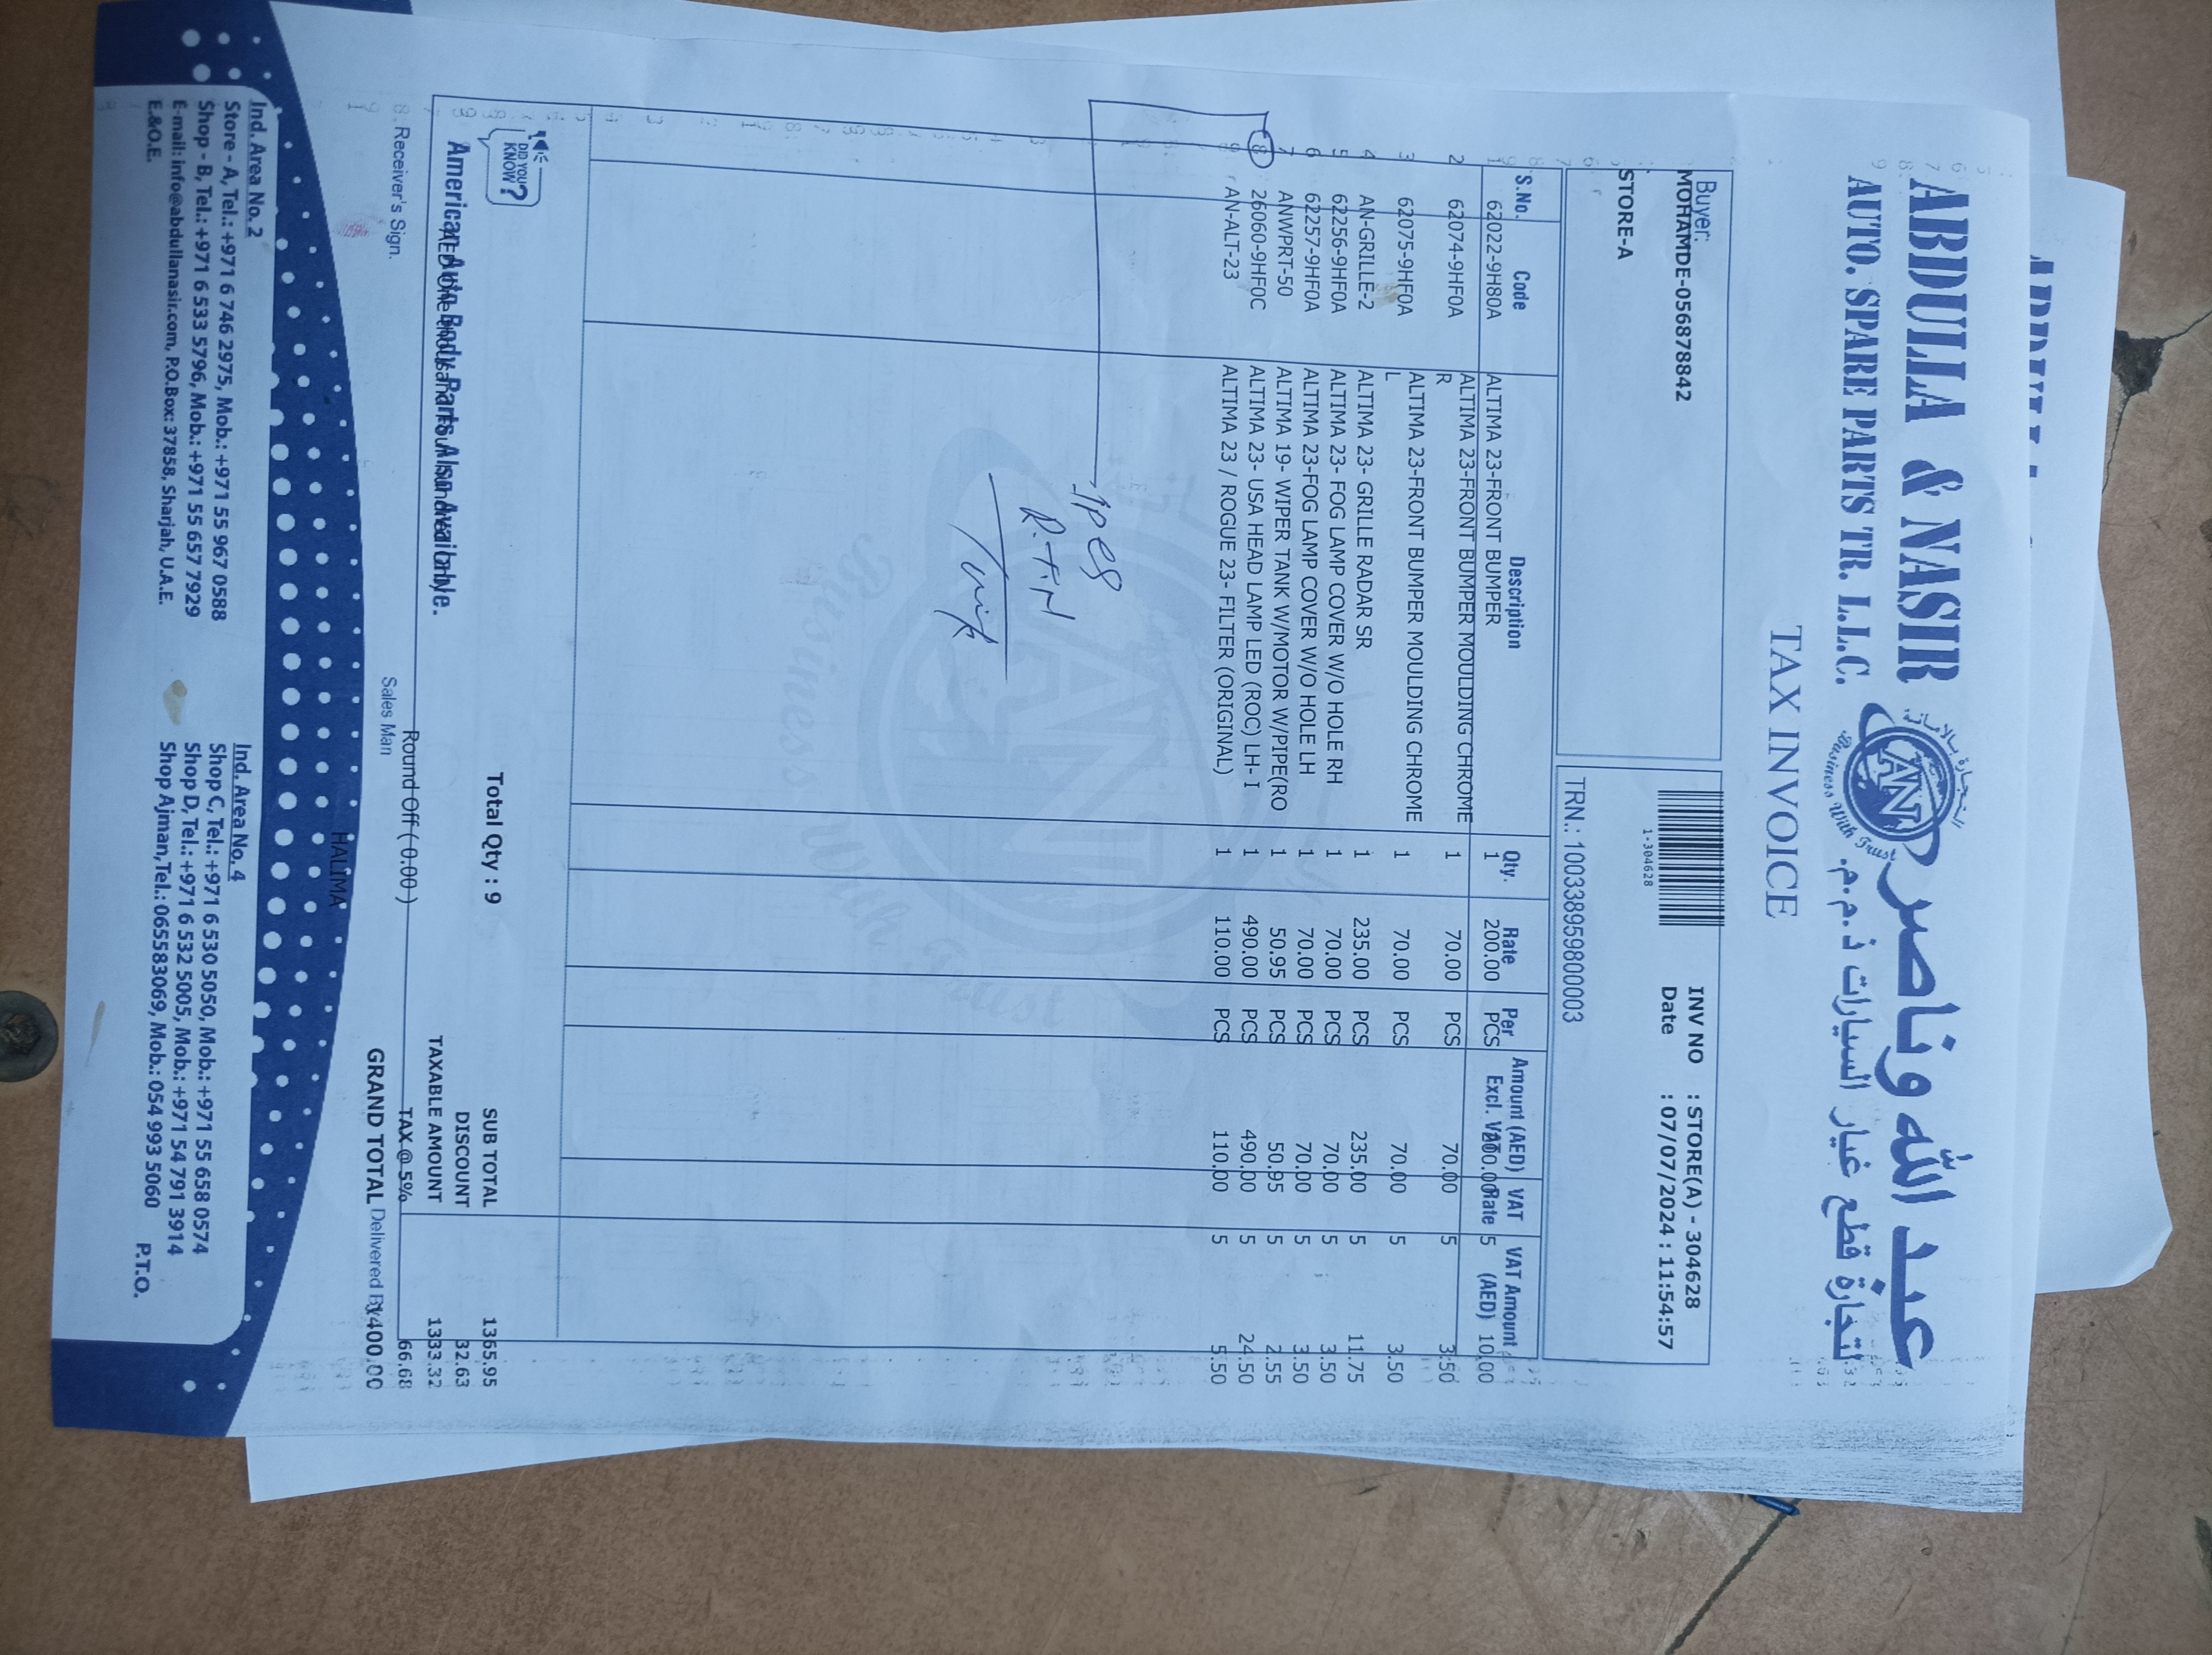 ABDULLA & NASIR عبد الله وناصر
AUTO. SPARE PARTS TR. L.L.C. لتجارة قطع غيار السيارات ذ.م.م.
AN
Business With Trust
TAX INVOICE
Buyer:
MOHAMDE-0568788842
STORE-A
1-304628
INV NO : STORE(A) - 304628
Date : 07/07/2024 : 11:54:57
TRN.: 100338959800003
S.No. Code Description Qty. Rate Per Amount (AED) Excl. VAT VAT Rate VAT Amount (AED)
1 62022-9H80A ALTIMA 23-FRONT BUMPER 1 200.00 PCS 200.00 5 10.00
2 62074-9HF0A ALTIMA 23-FRONT BUMPER MOULDING CHROME 1 70.00 PCS 70.00 5 3.50
R
3 62075-9HF0A ALTIMA 23-FRONT BUMPER MOULDING CHROME 1 70.00 PCS 70.00 5 3.50
L
4 AN-GRILLE-2 ALTIMA 23- GRILLE RADAR SR 1 235.00 PCS 235.00 5 11.75
5 62256-9HF0A ALTIMA 23- FOG LAMP COVER W/O HOLE RH 1 70.00 PCS 70.00 5 3.50
6 62257-9HF0A ALTIMA 23-FOG LAMP COVER W/O HOLE LH 1 70.00 PCS 70.00 5 3.50
7 ANWPRT-50 ALTIMA 19- WIPER TANK W/MOTOR W/PIPE(RO 1 50.95 PCS 50.95 5 2.55
8 26060-9HF0C ALTIMA 23- USA HEAD LAMP LED (ROC) LH- I 1 490.00 PCS 490.00 5 24.50
9 AN-ALT-23 ALTIMA 23 / ROGUE 23- FILTER (ORIGINAL) 1 110.00 PCS 110.00 5 5.50
1pcs
R.T.N
DID YOU KNOW?
Total Qty : 9
SUB TOTAL 1365.95
DISCOUNT 32.63
American Auto Body Parts Also Available.
TAXABLE AMOUNT 1333.32
Round Off ( 0.00 )
TAX @ 5% 66.68
GRAND TOTAL 1400.00
Receiver's Sign. Sales Man Delivered By
HALIMA
Ind. Area No. 2
Store - A, Tel.: +971 6 746 2975, Mob.: +971 55 967 0588
Shop - B, Tel.: +971 6 533 5796, Mob.: +971 55 657 7929
E-mail: info@abdullanasir.com, P.O.Box: 37858, Sharjah, U.A.E.
E.&O.E.
Ind. Area No. 4
Shop C, Tel.: +971 6 530 5050, Mob.: +971 55 658 0574
Shop D, Tel.: +971 6 532 5005, Mob.: +971 54 791 3914
Shop Ajman,Tel.: 065583069, Mob.: 054 993 5060
P.T.O.